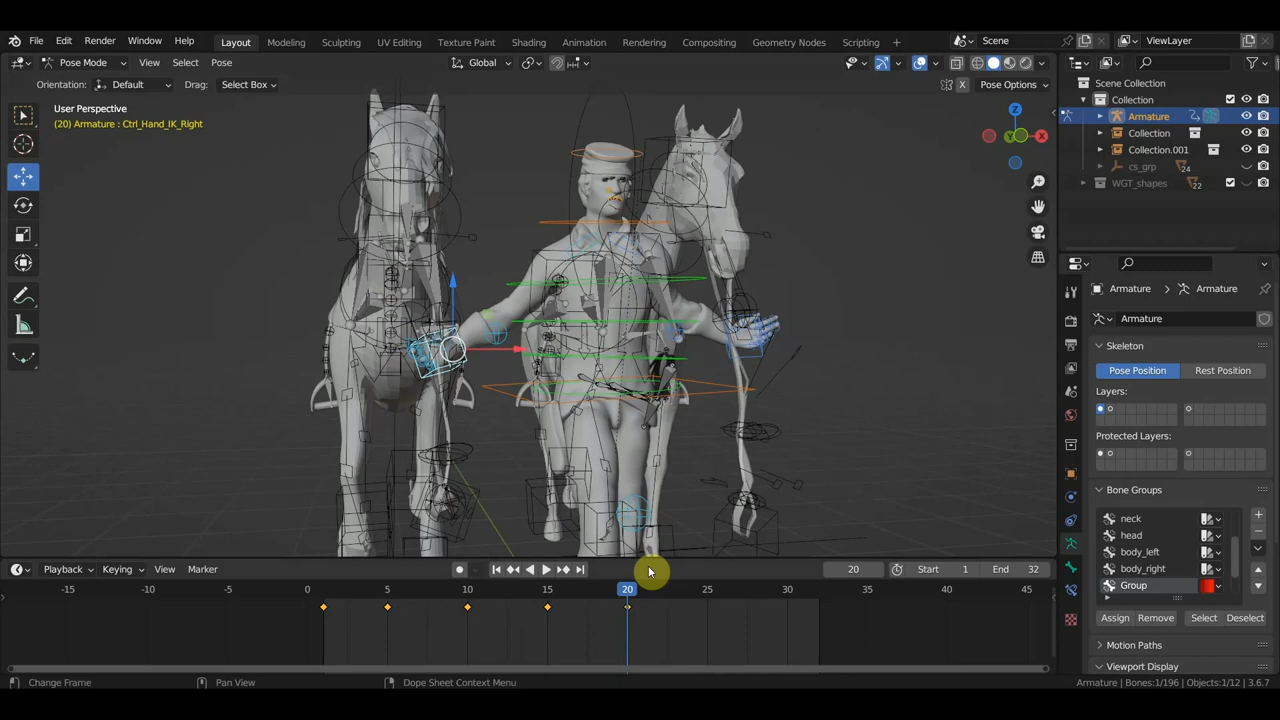 File Edit Render Window Help Layout Modeling Sculpting UV Editing Texture Paint Shading Animation Rendering Compositing Geometry Nodes Scripting + Scene ViewLayer
Pose Mode View Select Pose Global
Orientation: Default Drag: Select Box X Pose Options
User Perspective
(20) Armature : Ctrl_Hand_IK_Right
Z
X
Y
Scene Collection
Collection
Armature
Collection
Collection.001
cs_grp 24
WGT_shapes 22
Armature > Armature
Armature
Skeleton
Pose Position Rest Position
Layers:
Protected Layers:
Bone Groups
neck
head
body_left
body_right
Group
Assign Remove Select Deselect
Motion Paths
Viewport Display
Playback Keying View Marker 20 Start 1 End 32
-15 -10 -5 0 5 10 15 20 25 30 35 40 45
Change Frame Pan View Dope Sheet Context Menu Armature | Bones:1/196 | Objects:1/12 | 3.6.7